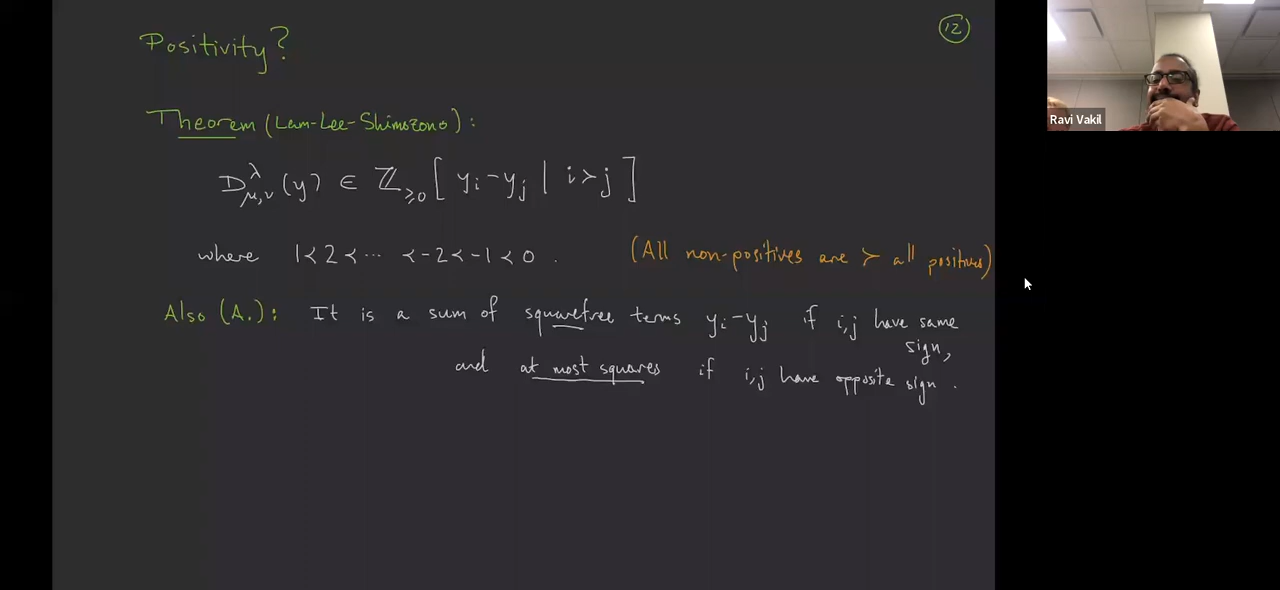 Positivity?
12
Theorem (Lam-Lee-Shimozono):
D^λ_{μ,ν}(y) ∈ ℤ_{≥0}[ y_i - y_j | i ≻ j ]
where 1 ≺ 2 ≺ ⋯ ≺ -2 ≺ -1 ≺ 0 . (All non-positives are ≻ all positives)
Also (A.): It is a sum of squarefree terms y_i - y_j if i,j have same
sign,
and at most squares if i,j have opposite sign .
Ravi Vakil